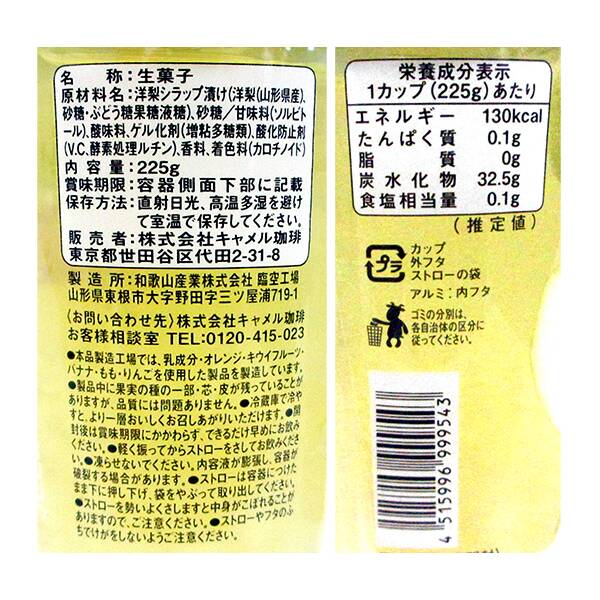 名　　称：生菓子
原材料名：洋梨シラップ漬け（洋梨（山形県産）、
砂糖・ぶどう糖果糖液糖）、砂糖／甘味料（ソルビト
ール）、酸味料、ゲル化剤（増粘多糖類）、酸化防止剤
（V.C、酵素処理ルチン）、香料、着色料（カロチノイド）
内 容 量：225g
賞味期限：容器側面下部に記載
保存方法：直射日光、高温多湿を避け
て室温で保存してください。
販 売 者：株式会社キャメル珈琲
東京都世田谷区代田2-31-8
製 造 所：和歌山産業株式会社 臨空工場
山形県東根市大字野田字三ツ屋浦719-1
〈お問い合わせ先〉株式会社キャメル珈琲
お客様相談室 TEL:0120-415-023
●本品製造工場では、乳成分・オレンジ・キウイフルーツ・
バナナ・もも・りんごを使用した製品を製造しています。
●製品中に果実の種の一部・芯・皮が残っていることが
ありますが、品質には問題ありません。●冷蔵庫で冷や
すと、より一層おいしくお召しあがりいただけます。●開
封後は賞味期限にかかわらず、できるだけ早めにお飲み
ください。●軽く振ってからストローをさしてお飲みくださ
い。●凍らせないでください。内容液が膨張し、容器が
破裂する場合があります。●ストローは容器につけた
まま下に押し下げ、袋をやぶって取り出してください。
●ストローを勢いよくさしますと中身がこぼれることが
ありますので、ご注意ください。●ストローやフタのふ
ちでけがをしないようご注意ください。
栄養成分表示
1カップ（225g）あたり
エネルギー 130kcal
たんぱく質 0.1g
脂　　　質 0g
炭水化物 32.5g
食塩相当量 0.1g
（推定値）
プラ
カップ
外フタ
ストローの袋
アルミ：内フタ
ゴミの分別は、
各自治体の区分に
従ってください。
4 515996 999543